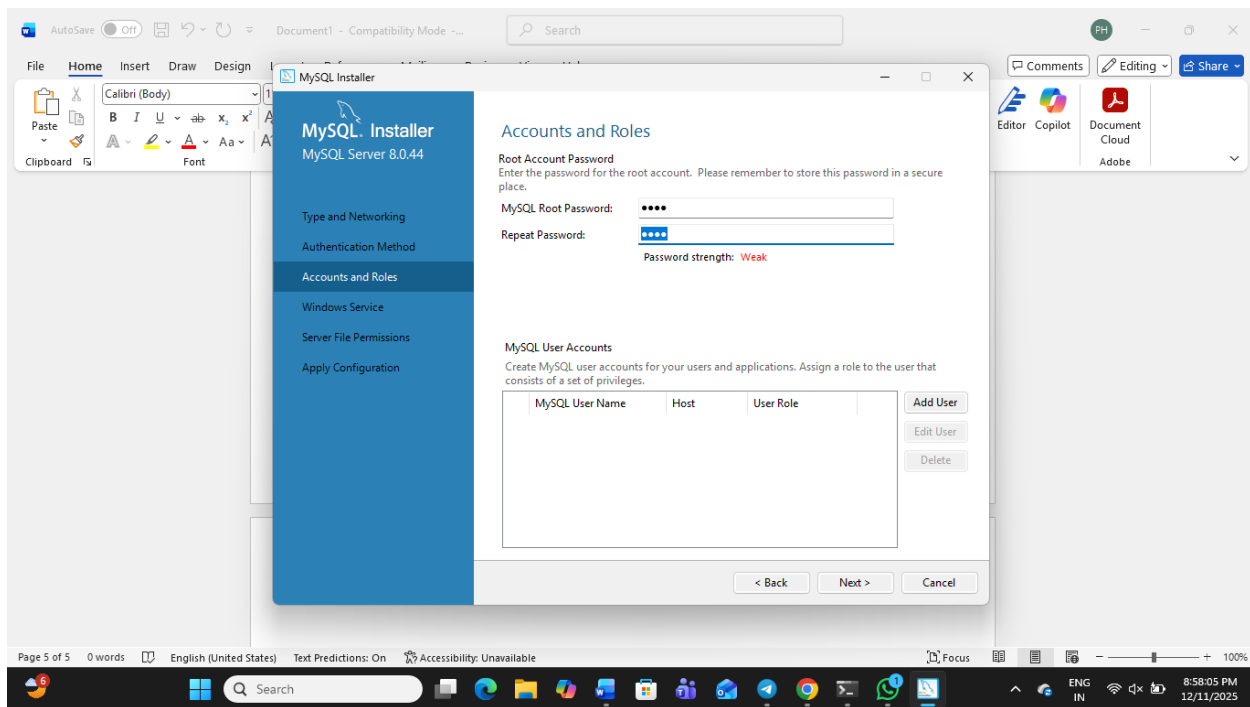 AutoSave Off Document1 - Compatibility Mode -... Search PH
File Home Insert Draw Design Comments Editing Share
Calibri (Body)
Paste B I U ab x₂ x² A
A A Aa A
Clipboard Font
Editor Copilot Document Cloud
Adobe
MySQL Installer
MySQL. Installer
MySQL Server 8.0.44
Type and Networking
Authentication Method
Accounts and Roles
Windows Service
Server File Permissions
Apply Configuration
Accounts and Roles
Root Account Password
Enter the password for the root account. Please remember to store this password in a secure
place.
MySQL Root Password: ●●●●
Repeat Password: ●●●●
Password strength: Weak
MySQL User Accounts
Create MySQL user accounts for your users and applications. Assign a role to the user that
consists of a set of privileges.
MySQL User Name Host User Role
Add User
Edit User
Delete
< Back Next > Cancel
Page 5 of 5 0 words English (United States) Text Predictions: On Accessibility: Unavailable Focus 100%
6 Search 1 ENG 8:58:05 PM
IN 12/11/2025